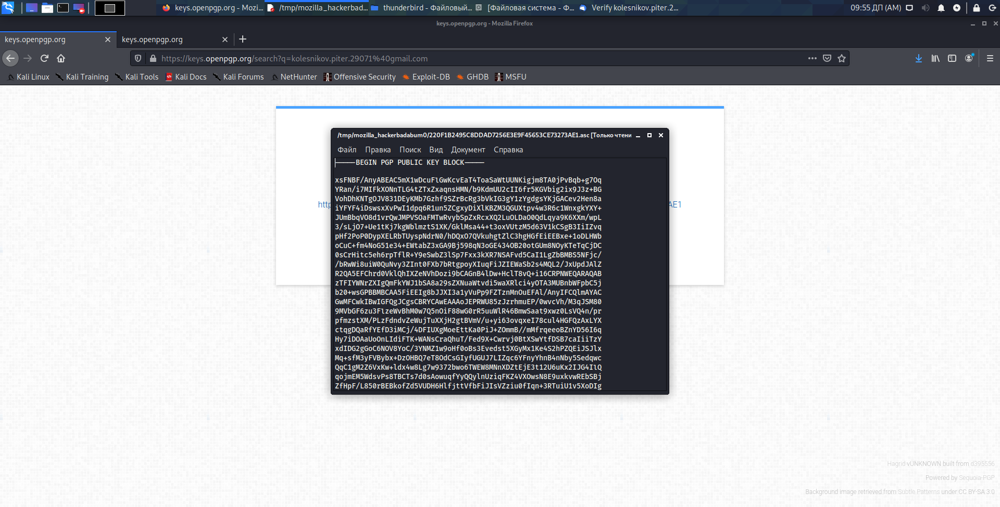 keys.openpgp.org - Mozi...
/tmp/mozilla_hackerbad...
thunderbird - Файловый...
[Файловая система - Ф...
Verify kolesnikov.piter.2...
09:55 ДП (AM)
keys.openpgp.org - Mozilla Firefox
keys.openpgp.org
keys.openpgp.org
https://keys.openpgp.org/search?q=kolesnikov.piter.29071%40gmail.com
Kali Linux
Kali Training
Kali Tools
Kali Docs
Kali Forums
NetHunter
Offensive Security
Exploit-DB
GHDB
MSFU
/tmp/mozilla_hackerbadabum0/220F1B2495C8DDAD7256E3E9F45653CE73273AE1.asc [Только чтени
Файл Правка Поиск Вид Документ Справка
-----BEGIN PGP PUBLIC KEY BLOCK-----
xsFNBF/AnyABEAC5mX1wDcuFlGwKcvEaT4ToaSaWtUUNKigjm8TA0jPvBqb+g7Oq
YRan/i7MIFkXONnTLG4tZTxZxaqnsHMN/b9KdmUU2cII6fr5KGVbig2ix9J3z+BG
VohDhKNTgOJV831DEyKMb7Gzhf9SZrBcRg3bVkIG3gY1zYgdgsYKjGACev2Hen8a
iYFYF4iDswsxXvPwI1dpq6R1un5ZCgxyDiXlKBZM3QGUXtpv4w3R6c1WnxgkYXY+
JUmBbqVO8d1vrQwJMPVSOaFMTwRvybSpZxRcxXQ2LuOLDaO0QdLqya9K6XXm/wpL
3/sLjO7+Ue1tKj7kgWblmztS1XK/GklMsa44+t3oxVUtzM5d63V1kCSgB3IiIZvq
pHf2PoP0DypXELRbTUyspNdrN0/hDQxO7QVkuhgtZlC3hgHGfEiEEBxe+1oDLHWb
oCuC+fm4NoG51e34+EWtabZ3xGA9Bj598qN3oGE434OB20otGUm8NOyKTeTqCjDC
0sCrHitc5eh6rpTflR+Y9eSwbZ3lSp7Fxx3kXR7NSAFvd5CaI1LgZbBMBS5NFjc/
/bRwWi8uiW0QuNvy3ZInt0FXb7bRtgpoyXIuqFiJZIEWaSb2s4MQL2/JxUpdJAlZ
R2QA5EFChrd0VklQhIXZeNVhDozi9bCAGnB4lDw+HclT8vQ+i16CRPNWEQARAQAB
zTFIYWNrZXIgQmFkYWJ1bSA8a29sZXNuaWtvdi5waXRlci4yOTA3MUBnbWFpbC5j
b20+wsGPBBMBCAA5FiEEIg8bJJXI3a1yVuPp9FZTznMnOuEFAl/AnyIFCQlmAYAC
GwMFCwkIBwIGFQgJCgsCBRYCAwEAAAoJEPRWU85zJzrhmuEP/0wvcVh/M3qJSM80
9MVbGF6zu3FlzeWvBhM0w7Q5nOiF88wG0rR5uuWlR46BmwSaat9xwz0LsVQ4n/pr
pfmzstXM/PLzFdndvZeWujTuXXjH2gtBVmV/u+yi63ovqxeI78cul4HGFQzAxLYX
ctqgDQaRfYEfD3iMCj/4DFIUXgMoeEttKa0PiJ+ZOmmB//mMfrqeeoBZnYD56I6q
Hy7iDOAaUoOnLIdiFTK+WANsCraQhuT/Fed9X+Cwrvj0BtXSwYtfDSB7caIiiTzY
xdIDG2gGoC6NOV8YoC/3YNMZ1w9oHf0oBs3Evedst5XGyMx1Ke4S2hPZQEiJSJlx
Mq+sfM3yFVBybx+DzOHBQ7eT8OdCsGIyfUGUJ7LIZqc6YFnyYhnB4nNby5Sedqwc
QqC1gM2Z6VxKw+ldx4w8Lg7w9372bwo6TWEW8MNnXDZtEjE3t12U6uKx2IJG4IlQ
qojmEM5WdsvPs8TBCTs7d0sAowuqfYyQQylnUziqFKZ4VXOwsN8E9uxkvwREbSBj
ZfHpF/L850rBEBkofZd5VUDH6HlfjttVfbFiJIsVZziu0fIqn+3RTuiU1v5XoDIg
AE1
Hagrid vUNKNOWN built from d395556
Powered by Sequoia-PGP
Background image retrieved from Subtle Patterns under CC BY-SA 3.0